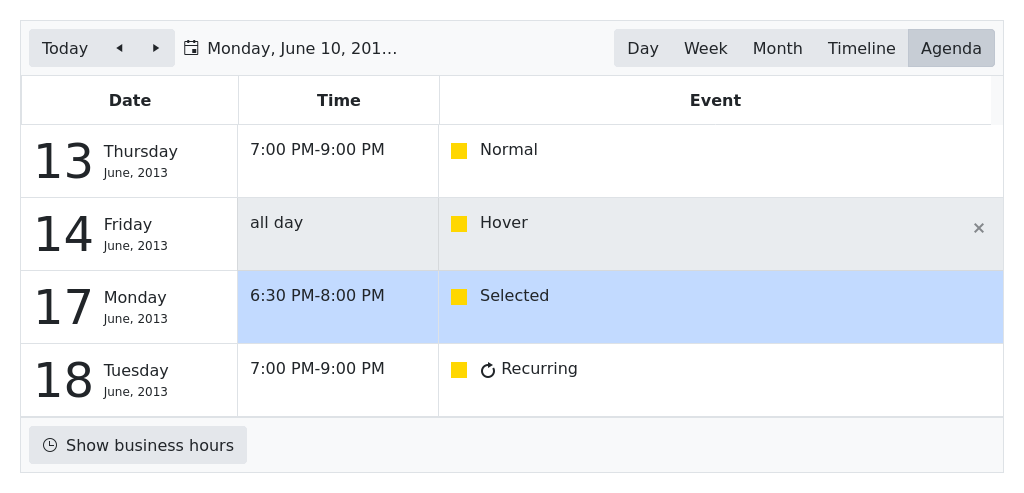 Today Monday, June 10, 201... Day Week Month Timeline Agenda
Date Time Event
13 Thursday June, 2013 7:00 PM-9:00 PM Normal
14 Friday June, 2013 all day Hover ×
17 Monday June, 2013 6:30 PM-8:00 PM Selected
18 Tuesday June, 2013 7:00 PM-9:00 PM Recurring
Show business hours